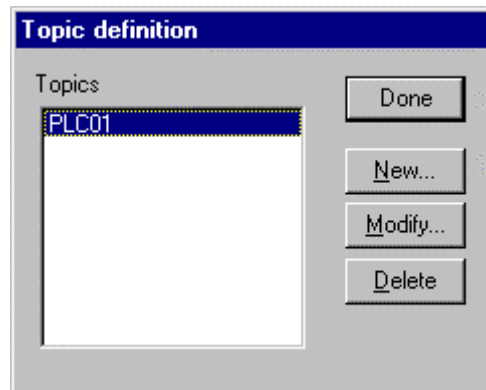 Topic definition
Topics
PLC01
Done
New...
Modify...
Delete